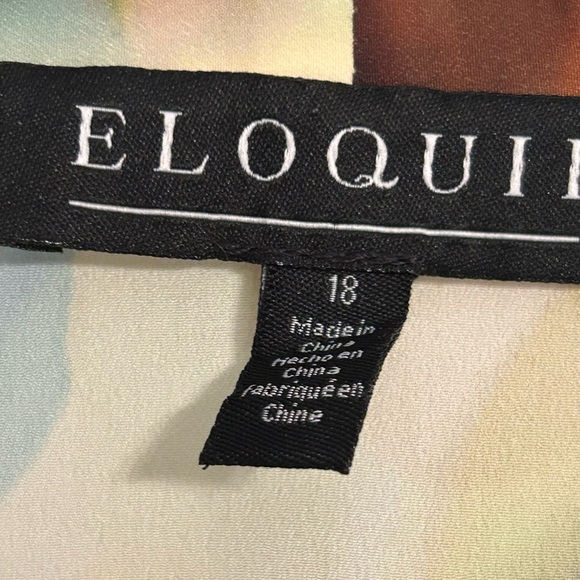 ELOQUII
18
Made in
China
Hecho en
China
Fabriqué en
Chine